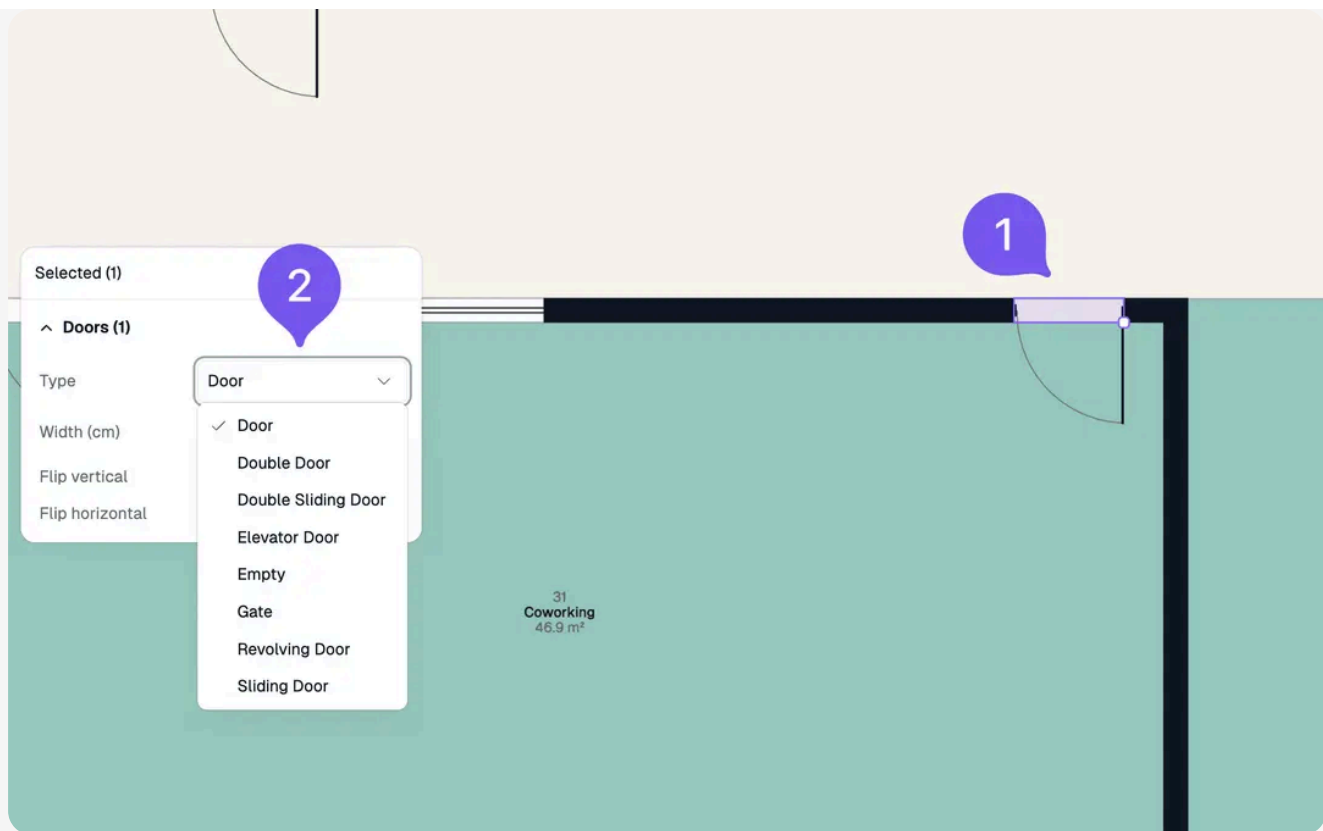 1
Selected (1)
2
Doors (1)
Type
Door
Width (cm)
Door
Flip vertical
Double Door
Flip horizontal
Double Sliding Door
Elevator Door
Empty
Gate
Revolving Door
Sliding Door
31
Coworking
46.9 m²